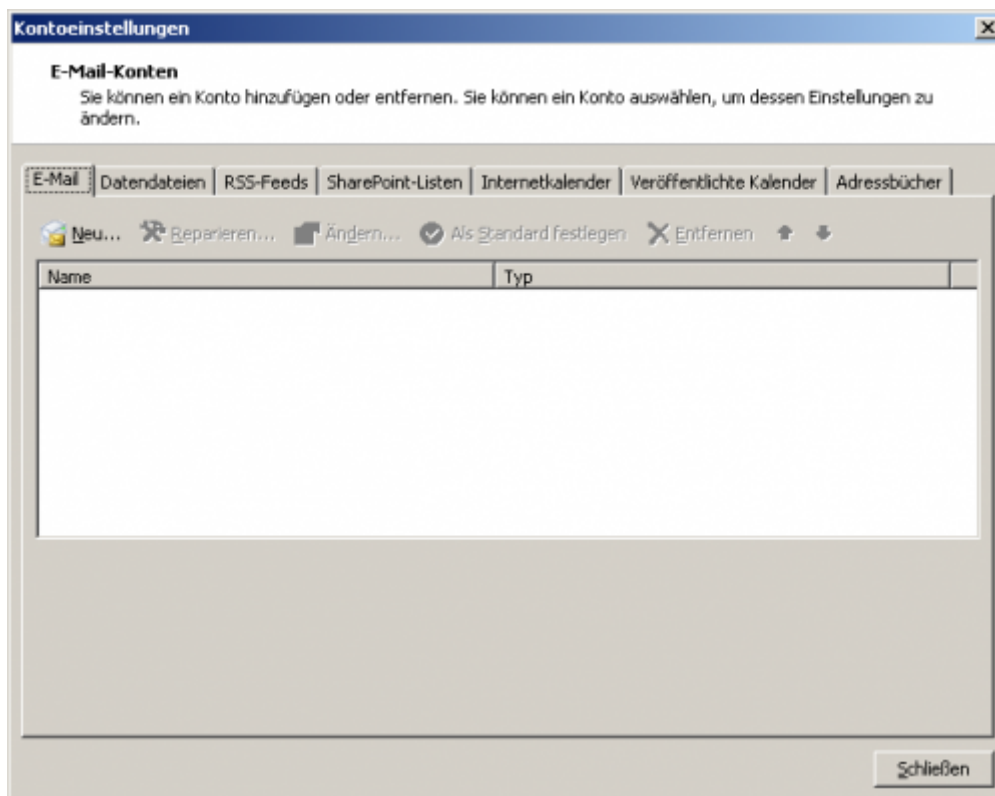 Kontoeinstellungen
E-Mail-Konten
Sie können ein Konto hinzufügen oder entfernen. Sie können ein Konto auswählen, um dessen Einstellungen zu
ändern.
E-Mail Datendateien RSS-Feeds SharePoint-Listen Internetkalender Veröffentlichte Kalender Adressbücher
Neu... Reparieren... Ändern... Als Standard festlegen Entfernen
Name Typ
Schließen